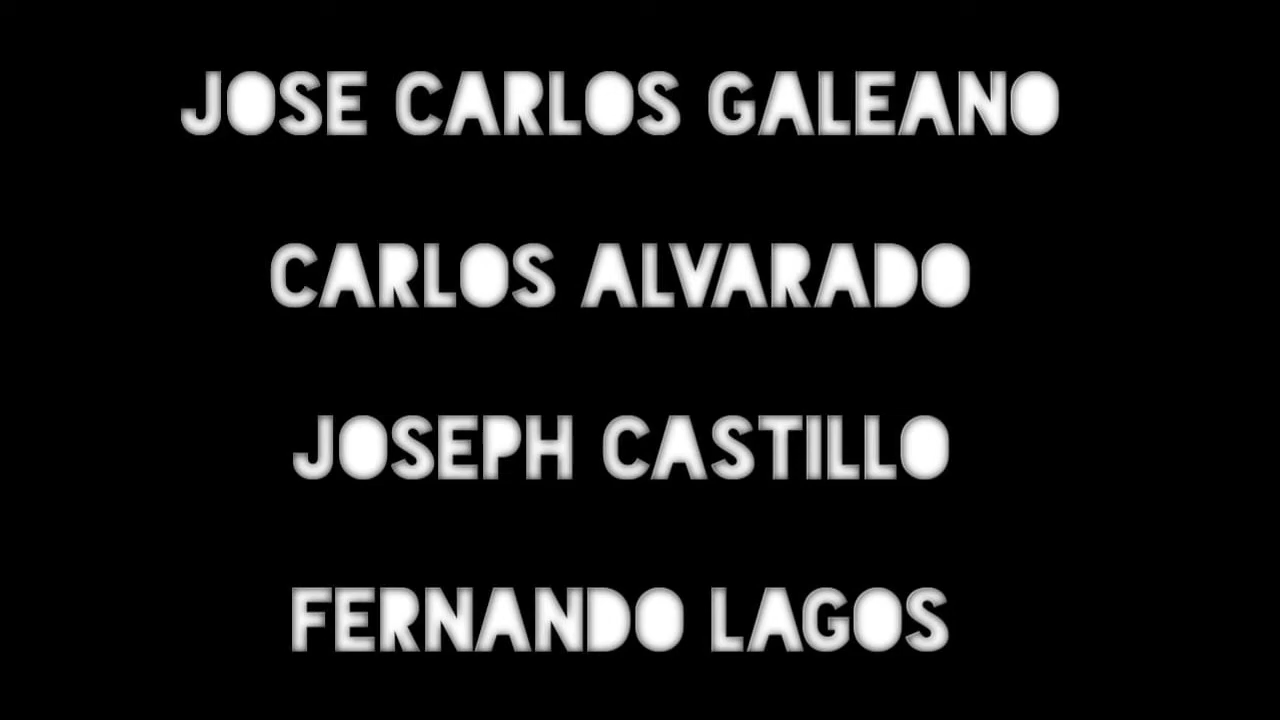 JOSE CARLOS GALEANO
CARLOS ALVARADO
JOSEPH CASTILLO
FERNANDO LAGOS